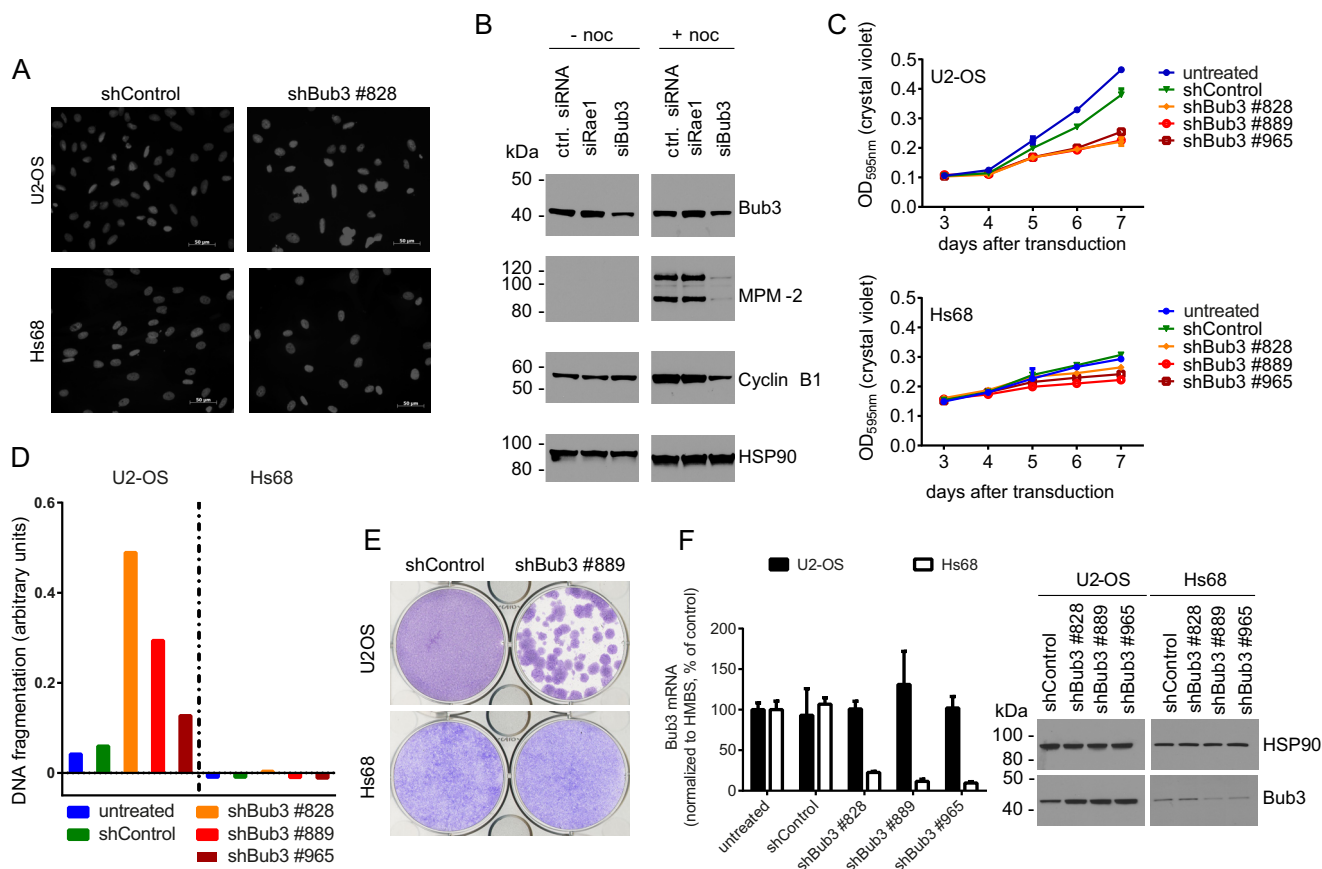 A
shControl
shBub3 #828
U2-OS
50 µm
50 µm
Hs68
50 µm
50 µm
B
- noc
+ noc
ctrl. siRNA
siRae1
siBub3
ctrl. siRNA
siRae1
siBub3
kDa
50 -
40 -
Bub3
120 -
100 -
80 -
MPM -2
60 -
50 -
Cyclin B1
100 -
80 -
HSP90
C
U2-OS
OD595nm (crystal violet)
0.5
0.4
0.3
0.2
0.1
0.0
3 4 5 6 7
days after transduction
untreated
shControl
shBub3 #828
shBub3 #889
shBub3 #965
Hs68
OD595nm (crystal violet)
0.5
0.4
0.3
0.2
0.1
0.0
3 4 5 6 7
days after transduction
untreated
shControl
shBub3 #828
shBub3 #889
shBub3 #965
D
U2-OS
Hs68
DNA fragmentation (arbitrary units)
0.6
0.4
0.2
0
untreated
shControl
shBub3 #828
shBub3 #889
shBub3 #965
E
shControl
shBub3 #889
U2OS
Hs68
F
U2-OS
Hs68
Bub3 mRNA
(normalized to HMBS, % of control)
200
150
100
50
0
untreated
shControl
shBub3 #828
shBub3 #889
shBub3 #965
U2-OS
Hs68
shControl
shBub3 #828
shBub3 #889
shBub3 #965
shControl
shBub3 #828
shBub3 #889
shBub3 #965
kDa
100 -
80 -
HSP90
50 -
40 -
Bub3